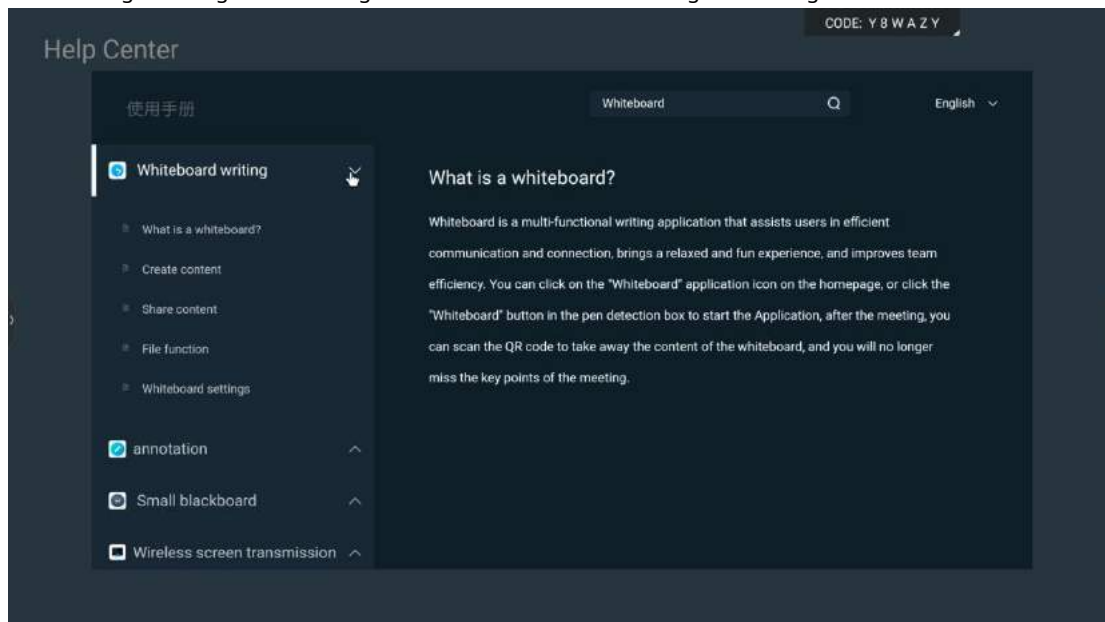 CODE: Y8WAZY
Help Center
使用手册
Whiteboard
English
Whiteboard writing
What is a whiteboard?
Create content
Share content
File function
Whiteboard settings
annotation
Small blackboard
Wireless screen transmission
What is a whiteboard?
Whiteboard is a multi-functional writing application that assists users in efficient
communication and connection, brings a relaxed and fun experience, and improves team
efficiency. You can click on the "Whiteboard" application icon on the homepage, or click the
"Whiteboard" button in the pen detection box to start the Application, after the meeting, you
can scan the QR code to take away the content of the whiteboard, and you will no longer
miss the key points of the meeting.